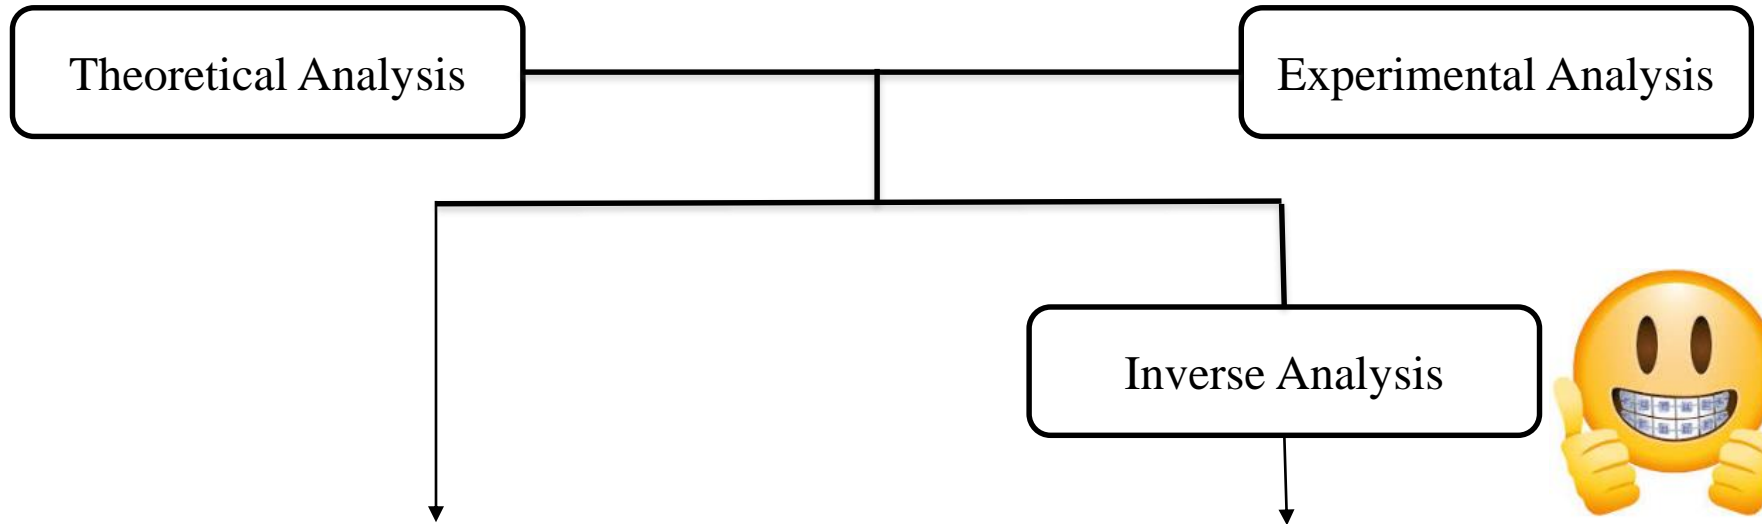 Theoretical Analysis
Experimental Analysis
Inverse Analysis